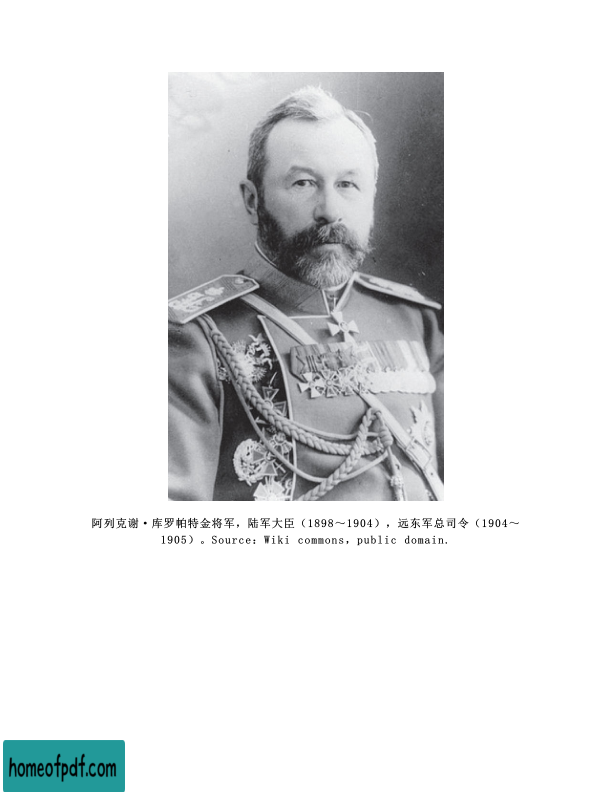 阿列克谢·库罗帕特金将军，陆军大臣（1898～1904），远东军总司令（1904～
1905）。Source：Wiki commons，public domain.
homeofpdf.com